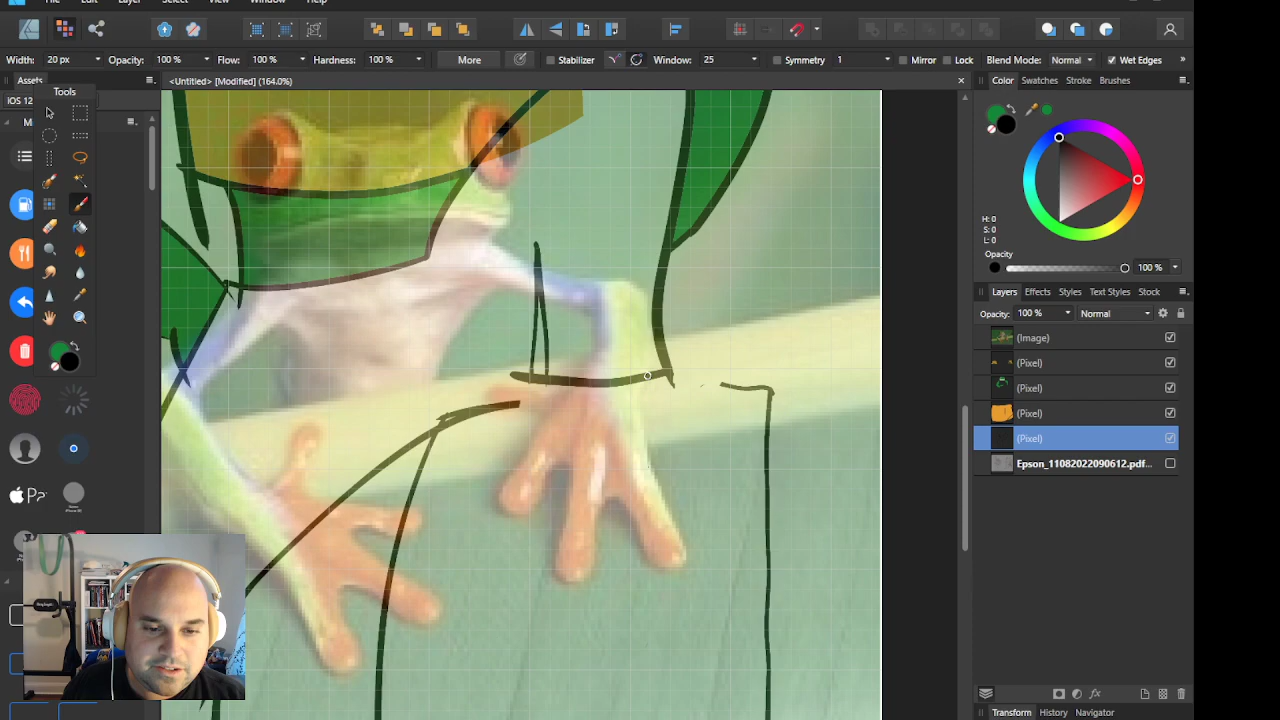 File Edit Layer Select View Window Help
Width: 20 px Opacity: 100 % Flow: 100 % Hardness: 100 % More Stabilizer Window: 25 Symmetry 1 Mirror Lock Blend Mode: Normal Wet Edges
Assets
<Untitled> [Modified] (164.0%)
Color Swatches Stroke Brushes
Tools
iOS 12
H: 0
S: 0
L: 0
Opacity
100 %
Layers Effects Styles Text Styles Stock
Opacity: 100 % Normal
(Image)
(Pixel)
(Pixel)
(Pixel)
(Pixel)
Epson_11082022090612.pdf...
Transform History Navigator